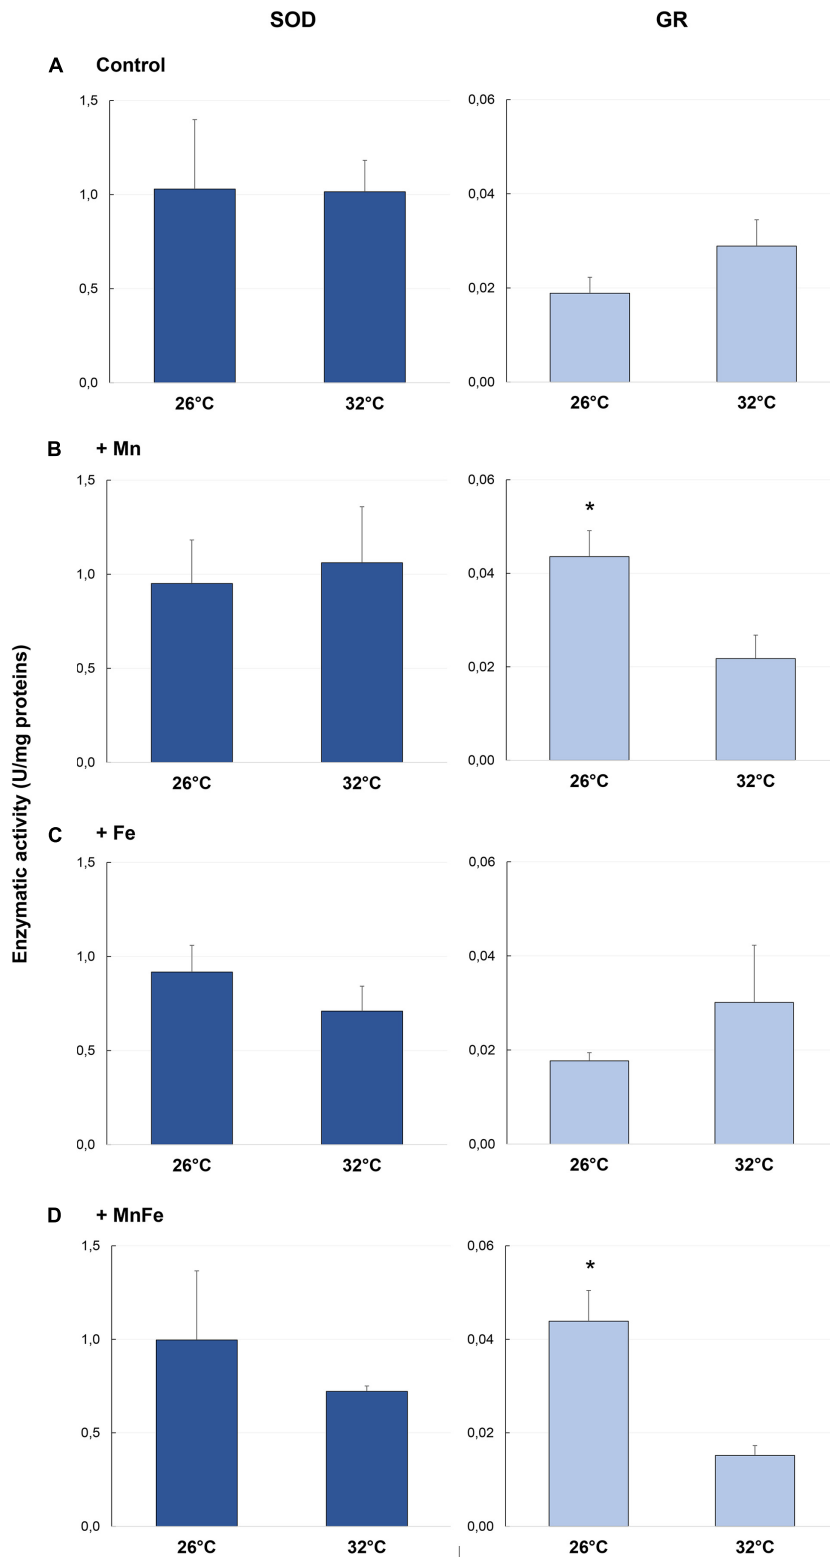 SOD GR
A Control
1,5
1,0
0,5
0,0
26°C 32°C
0,06
0,04
0,02
0,00
26°C 32°C
B + Mn
1,5
1,0
0,5
0,0
26°C 32°C
0,06
*
0,04
0,02
0,00
26°C 32°C
Enzymatic activity (U/mg proteins)
C + Fe
1,5
1,0
0,5
0,0
26°C 32°C
0,06
0,04
0,02
0,00
26°C 32°C
D + MnFe
1,5
1,0
0,5
0,0
26°C 32°C
0,06
*
0,04
0,02
0,00
26°C 32°C